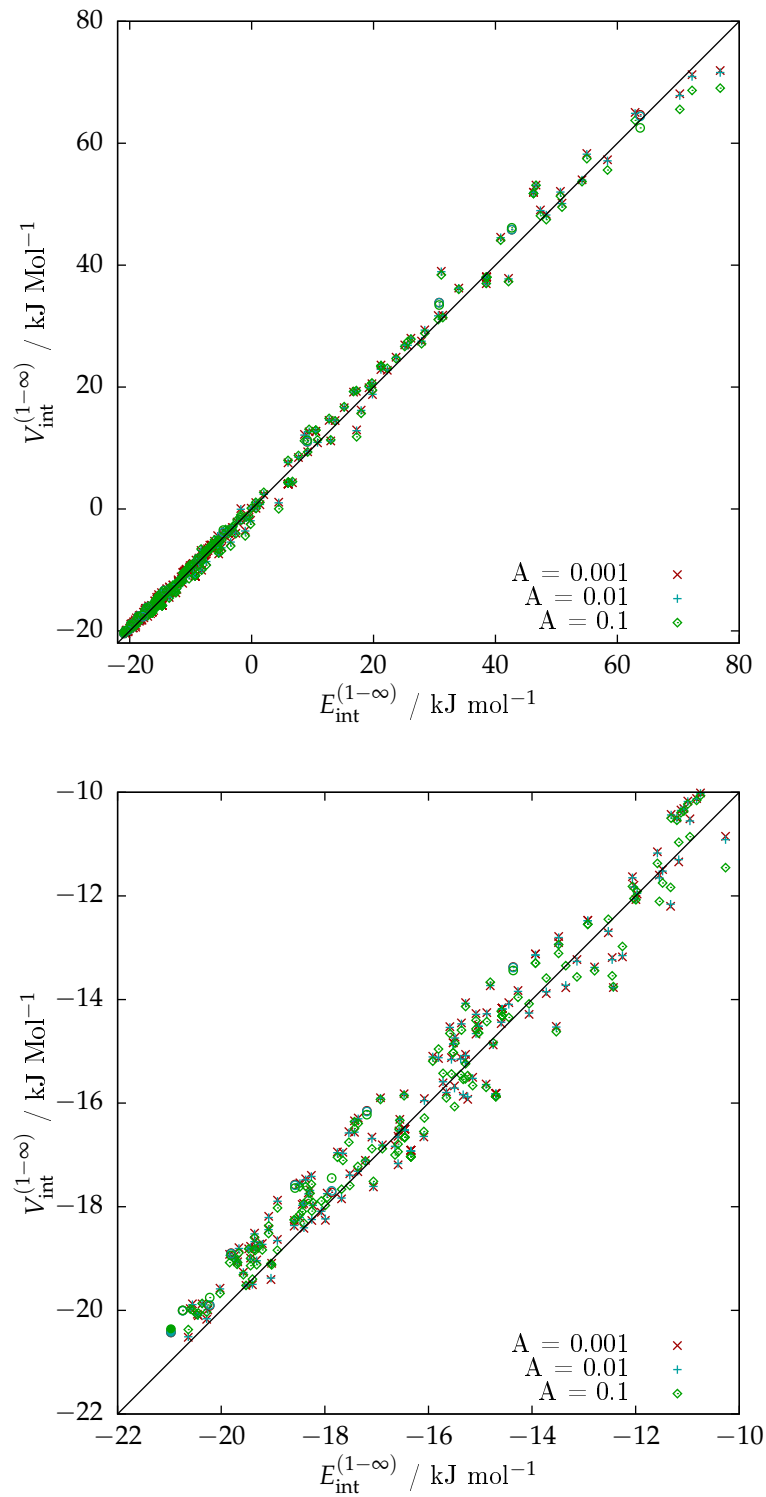 80
60
40
20
0
−20
V_int^(1−∞) / kJ Mol^−1
A = 0.001
A = 0.01
A = 0.1
−20 0 20 40 60 80
E_int^(1−∞) / kJ mol^−1
−10
−12
−14
−16
−18
−20
−22
V_int^(1−∞) / kJ Mol^−1
A = 0.001
A = 0.01
A = 0.1
−22 −20 −18 −16 −14 −12 −10
E_int^(1−∞) / kJ mol^−1